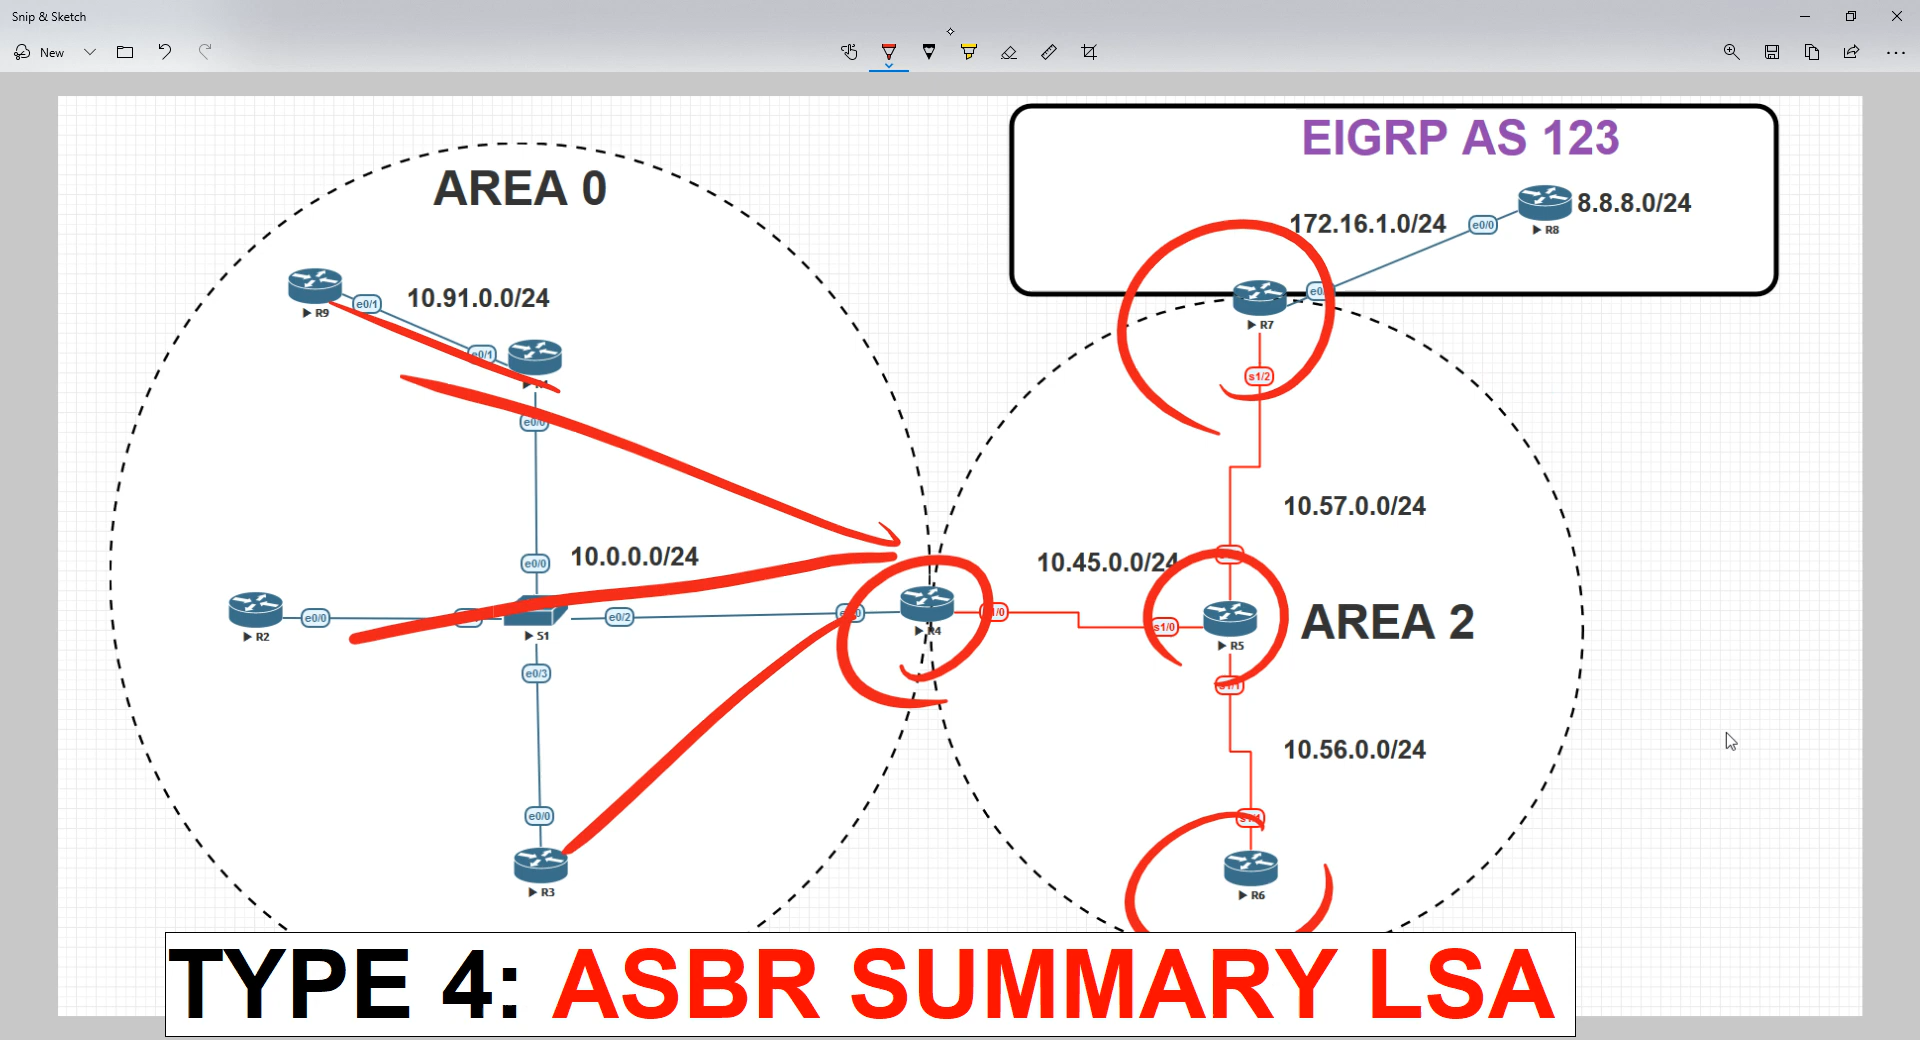 Snip & Sketch
New
EIGRP AS 123
AREA 0
172.16.1.0/24
e0/0
8.8.8.0/24
R8
10.91.0.0/24
e0/1
R9
e0/1
R7
s1/2
e0/0
10.57.0.0/24
10.0.0.0/24
10.45.0.0/24
e0/0
R2
e0/0
S1
e0/2
R4
s1/0
R5
AREA 2
e0/3
10.56.0.0/24
e0/0
R3
R6
TYPE 4: ASBR SUMMARY LSA